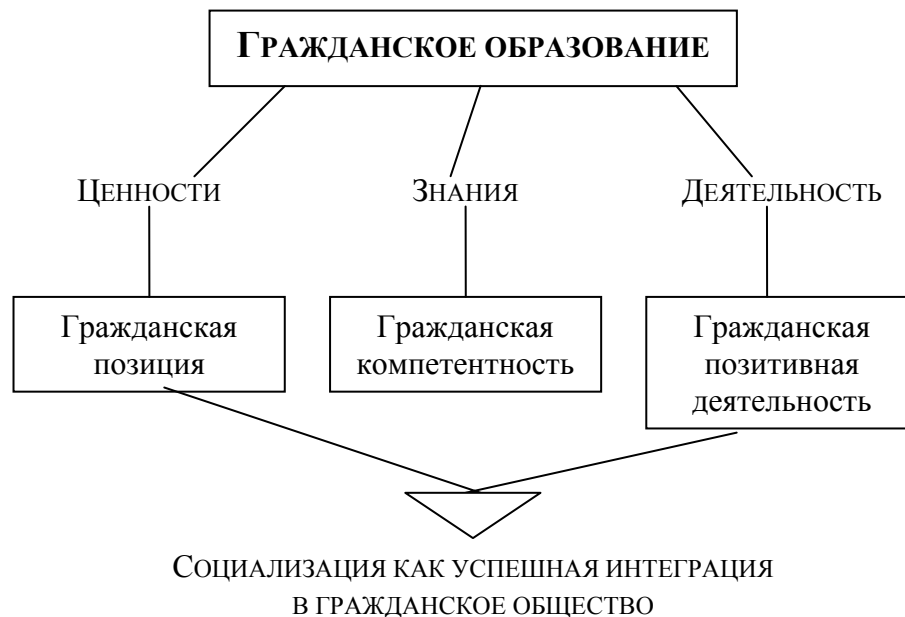 ГРАЖДАНСКОЕ ОБРАЗОВАНИЕ
ЦЕННОСТИ
ЗНАНИЯ
ДЕЯТЕЛЬНОСТЬ
Гражданская
позиция
Гражданская
компетентность
Гражданская
позитивная
деятельность
СОЦИАЛИЗАЦИЯ КАК УСПЕШНАЯ ИНТЕГРАЦИЯ
В ГРАЖДАНСКОЕ ОБЩЕСТВО